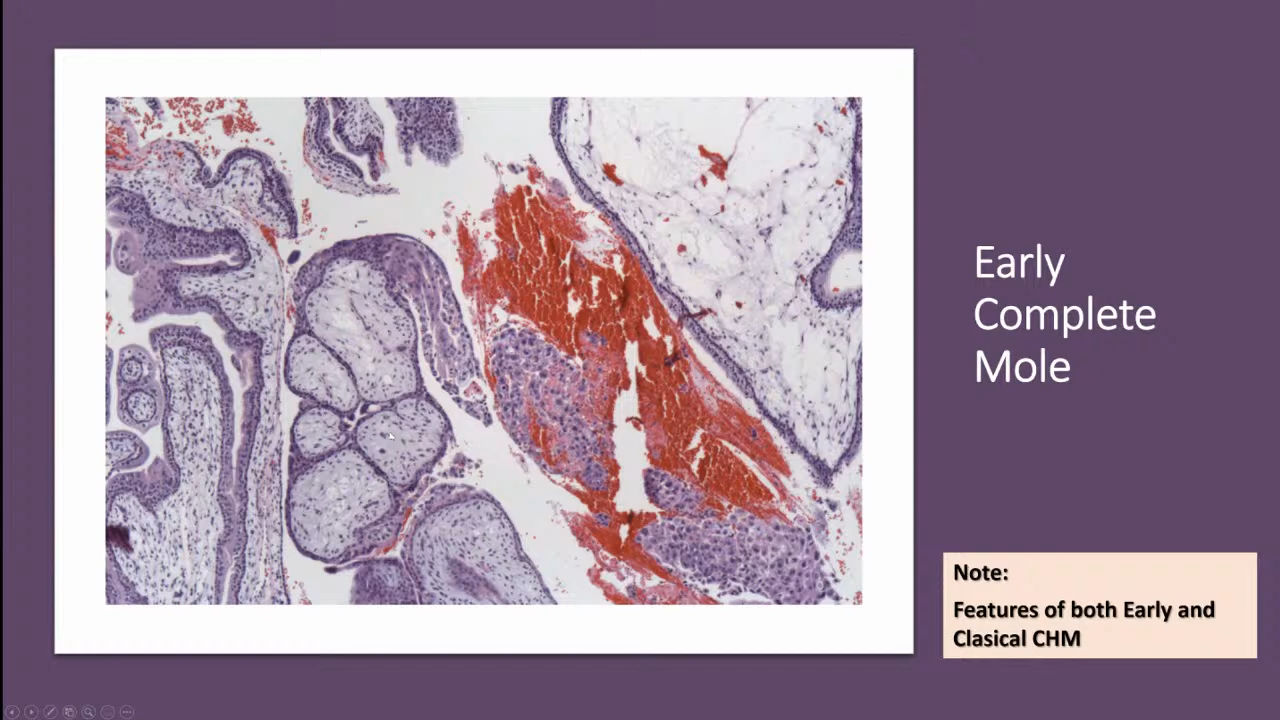 Early
Complete
Mole
Note:
Features of both Early and
Clasical CHM